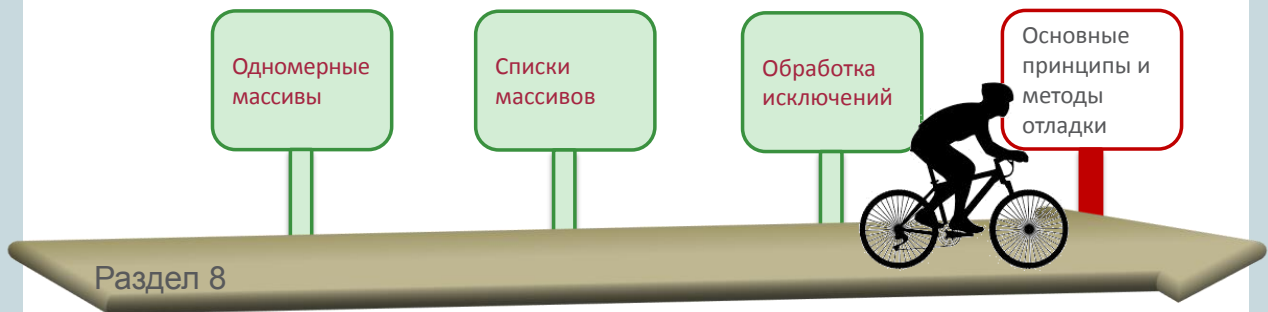 Одномерные
массивы
Списки
массивов
Обработка
исключений
Основные
принципы и
методы
отладки
Раздел 8